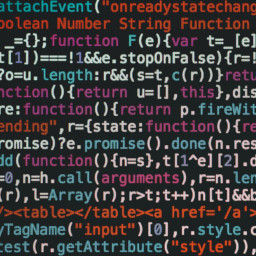 attachEvent("onreadystatechang
oolean Number String Function
_={};function F(e){var t=_[e]
t])===!1&&e.stopOnFalse){r=!
?o=u.length:r&&(s=t,c(r))}retu
nction(){return u=[],this},dis
re:function(){return p.fireWit
ending",r={state:function(){re
romise)?e.promise().done(n.res
dd(function(){n=s},t[1^e][2].d
=0,n=h.call(arguments),r=n.len
(r),l=Array(r);r>t;t++)n[t]&&b
/><table></table><a href='/a'>
yTagName("input")[0],r.style.c
test(r.getAttribute("style")),